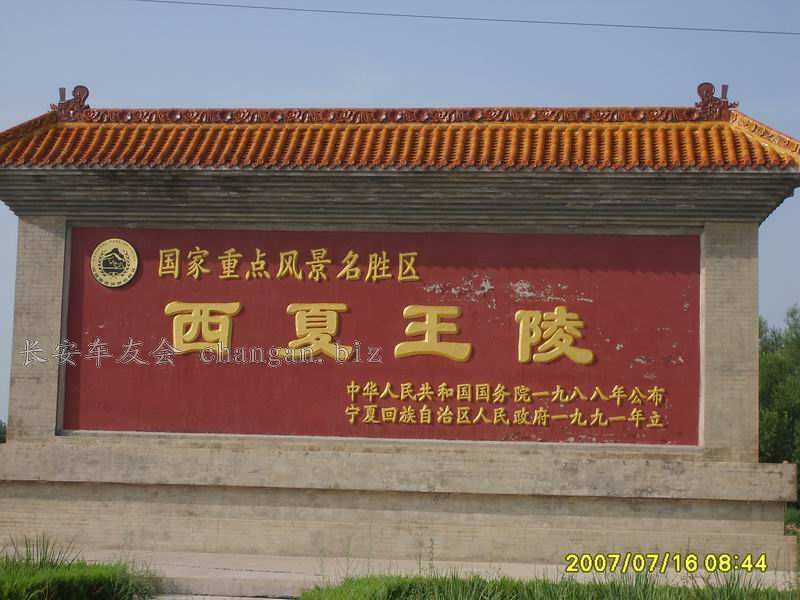 国家重点风景名胜区
西夏王陵
长安车友会 changan.biz
中华人民共和国国务院一九八八年公布
宁夏回族自治区人民政府一九九一年立
2007/07/16 08:44